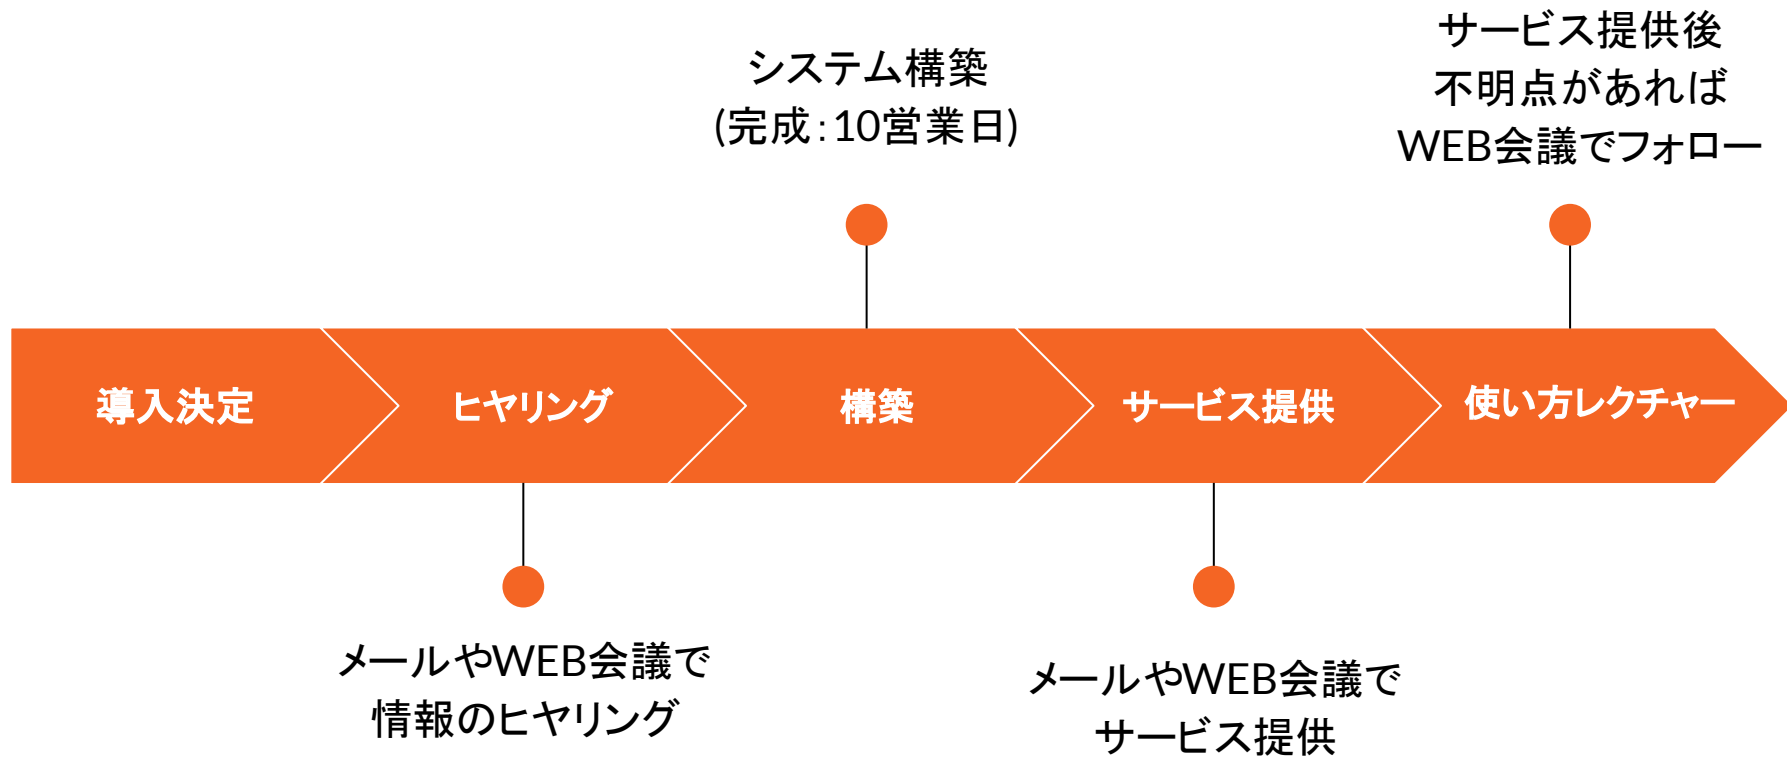 システム構築
(完成：10営業日)
サービス提供後
不明点があれば
WEB会議でフォロー
導入決定
ヒヤリング
構築
サービス提供
使い方レクチャー
メールやWEB会議で
情報のヒヤリング
メールやWEB会議で
サービス提供